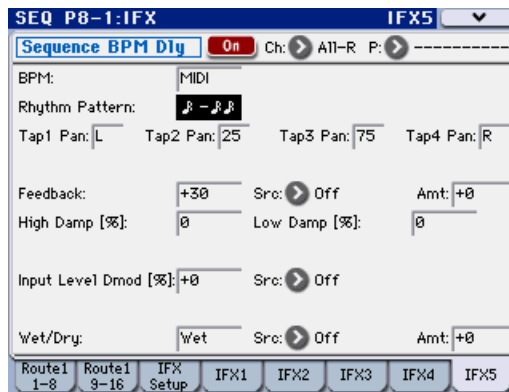 SEQ P8-1:IFX IFX5
Sequence BPM Dly On Ch: All-R P: ----------
BPM: MIDI
Rhythm Pattern:
Tap1 Pan: L Tap2 Pan: 25 Tap3 Pan: 75 Tap4 Pan: R
Feedback: +30 Src: Off Amt: +0
High Damp [%]: 0 Low Damp [%]: 0
Input Level Dmod [%]: +0 Src: Off
Wet/Dry: Wet Src: Off Amt: +0
Route1 1-8 Route1 9-16 IFX Setup IFX1 IFX2 IFX3 IFX4 IFX5